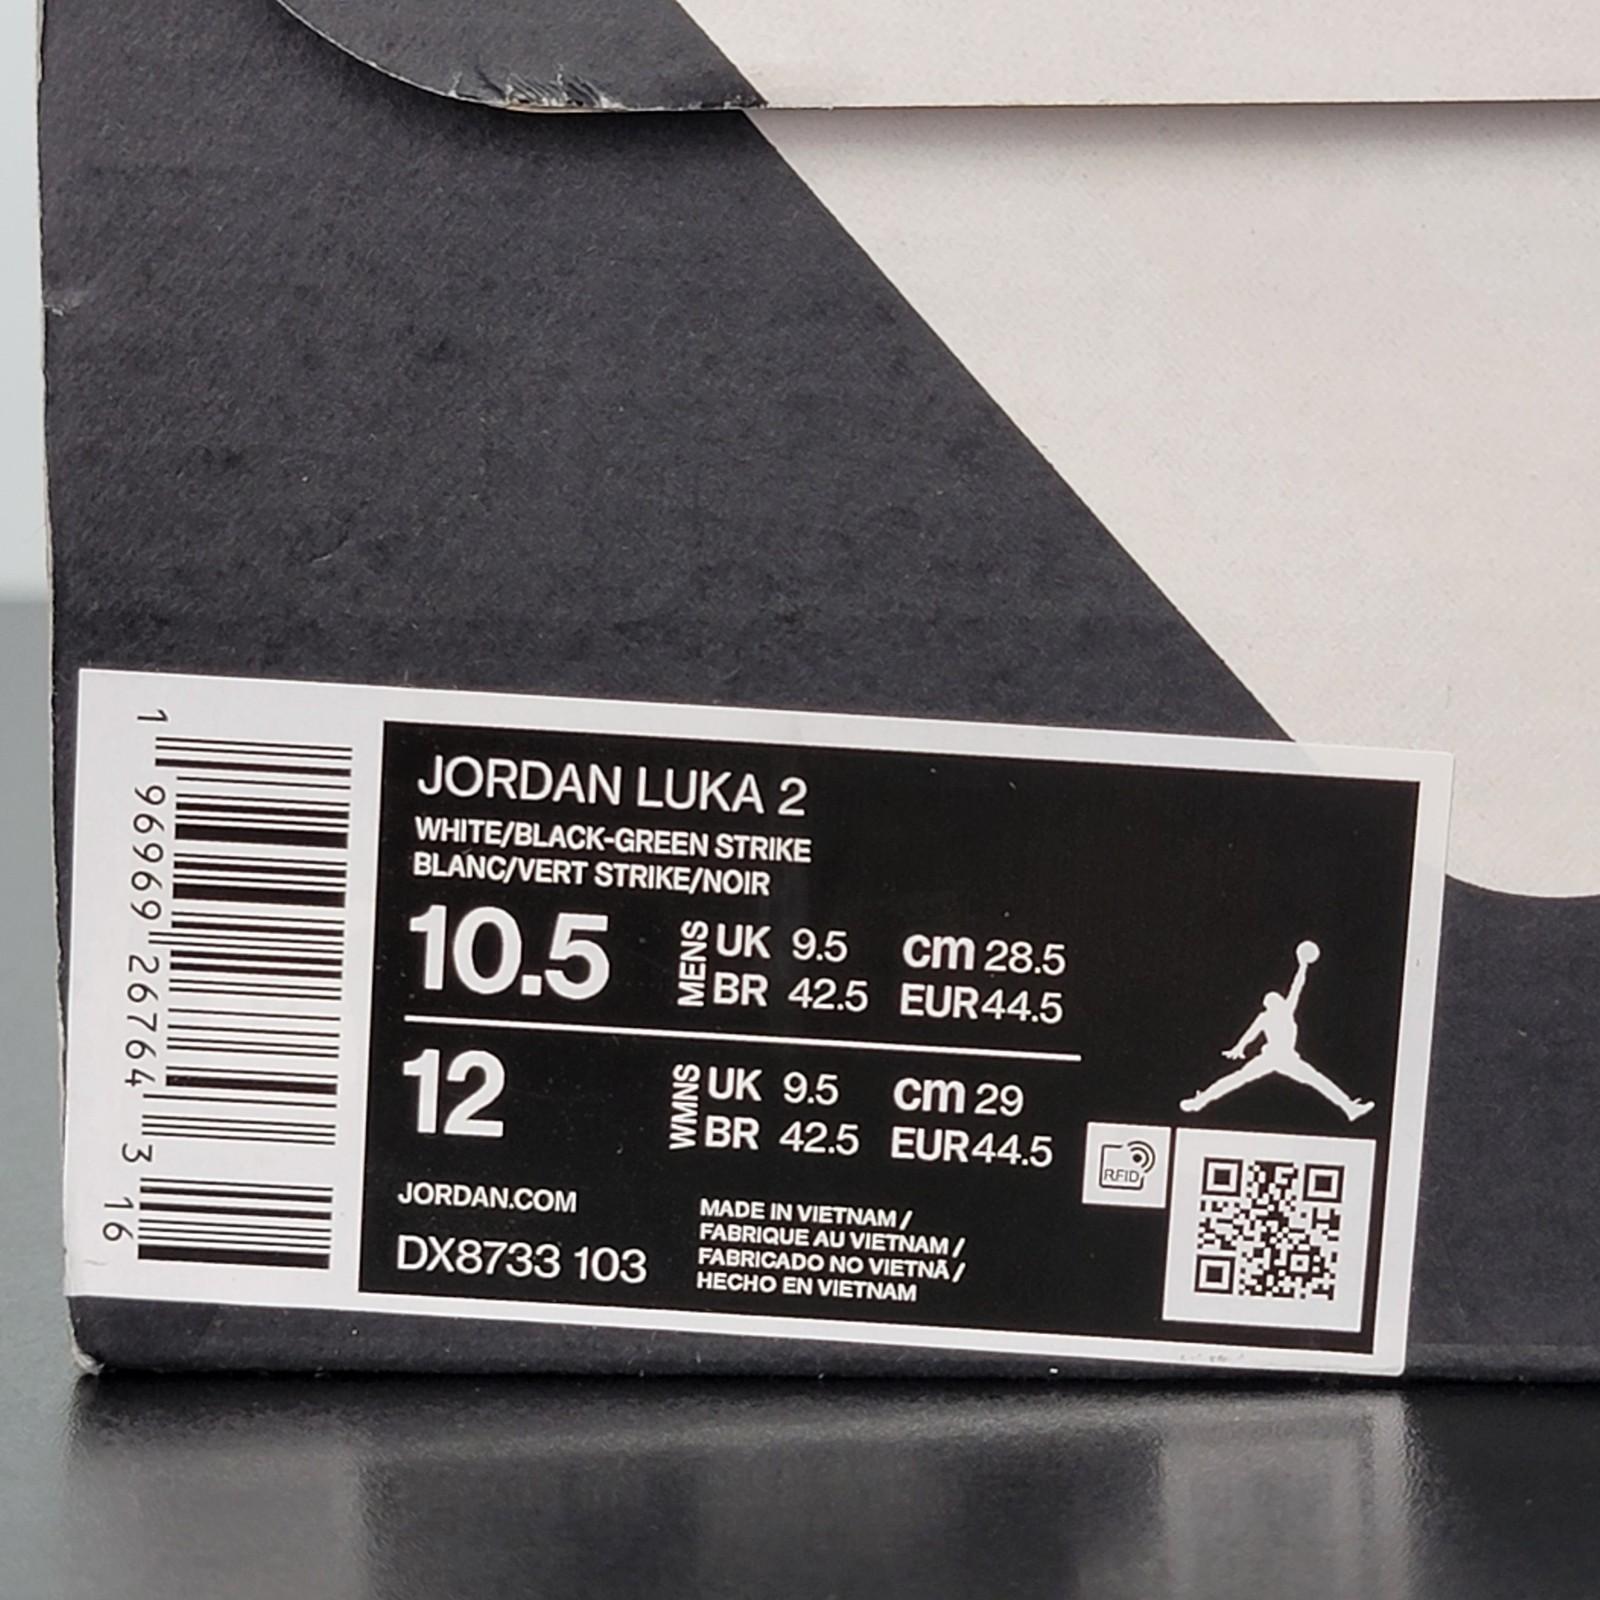 JORDAN LUKA 2
WHITE/BLACK-GREEN STRIKE
BLANC/VERT STRIKE/NOIR
10.5 MENS UK 9.5 cm 28.5
BR 42.5 EUR 44.5
12 WMNS UK 9.5 cm 29
BR 42.5 EUR 44.5
RFID
JORDAN.COM
DX8733 103
MADE IN VIETNAM /
FABRIQUE AU VIETNAM /
FABRICADO NO VIETNÃ /
HECHO EN VIETNAM
1 96969 26764 3 16